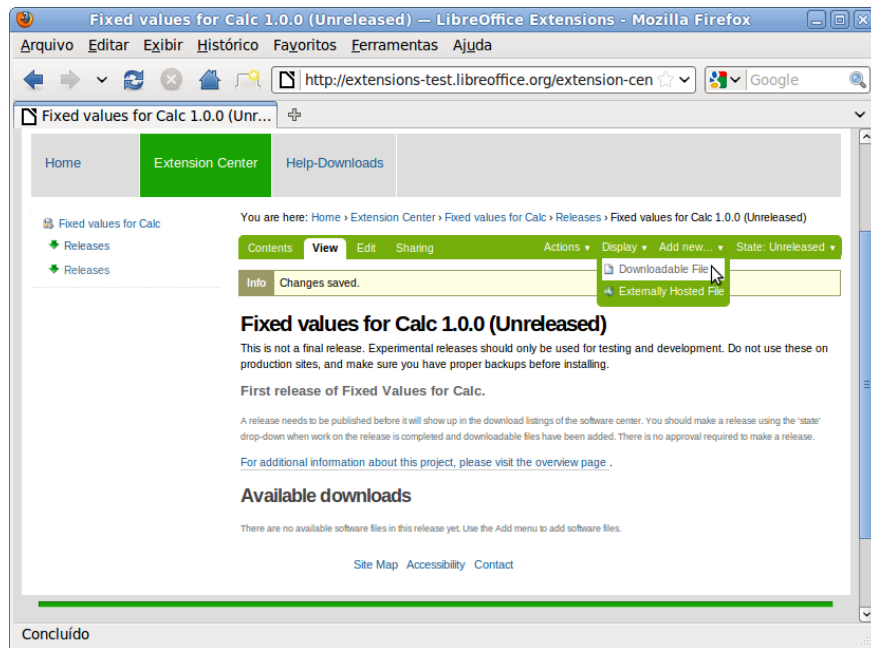 Fixed values for Calc 1.0.0 (Unreleased) — LibreOffice Extensions - Mozilla Firefox
Arquivo Editar Exibir Histórico Favoritos Ferramentas Ajuda
http://extensions-test.libreoffice.org/extension-cen Google
Fixed values for Calc 1.0.0 (Unr...
Home Extension Center Help-Downloads
You are here: Home › Extension Center › Fixed values for Calc › Releases › Fixed values for Calc 1.0.0 (Unreleased)
Fixed values for Calc
Releases
Releases
Contents View Edit Sharing Actions Display Add new... State: Unreleased
Downloadable File
Externally Hosted File
Info Changes saved.
Fixed values for Calc 1.0.0 (Unreleased)
This is not a final release. Experimental releases should only be used for testing and development. Do not use these on
production sites, and make sure you have proper backups before installing.
First release of Fixed Values for Calc.
A release needs to be published before it will show up in the download listings of the software center. You should make a release using the 'state'
drop-down when work on the release is completed and downloadable files have been added. There is no approval required to make a release.
For additional information about this project, please visit the overview page .
Available downloads
There are no available software files in this release yet. Use the Add menu to add software files.
Site Map Accessibility Contact
Concluído